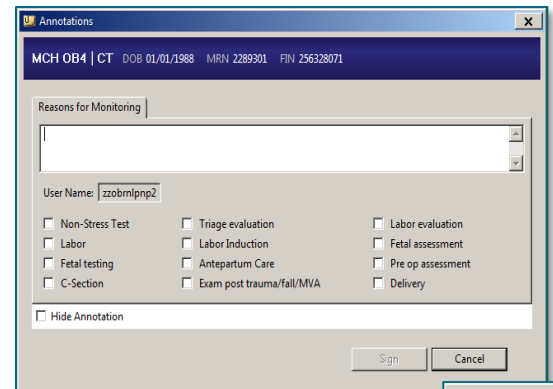 Annotations
MCH OB4 | CT DOB 01/01/1988 MRN 2289301 FIN 256328071
Reasons for Monitoring
User Name: zzobrnlpnp2
Non-Stress Test Triage evaluation Labor evaluation
Labor Labor Induction Fetal assessment
Fetal testing Antepartum Care Pre op assessment
C-Section Exam post trauma/fall/MVA Delivery
Hide Annotation
Sign Cancel